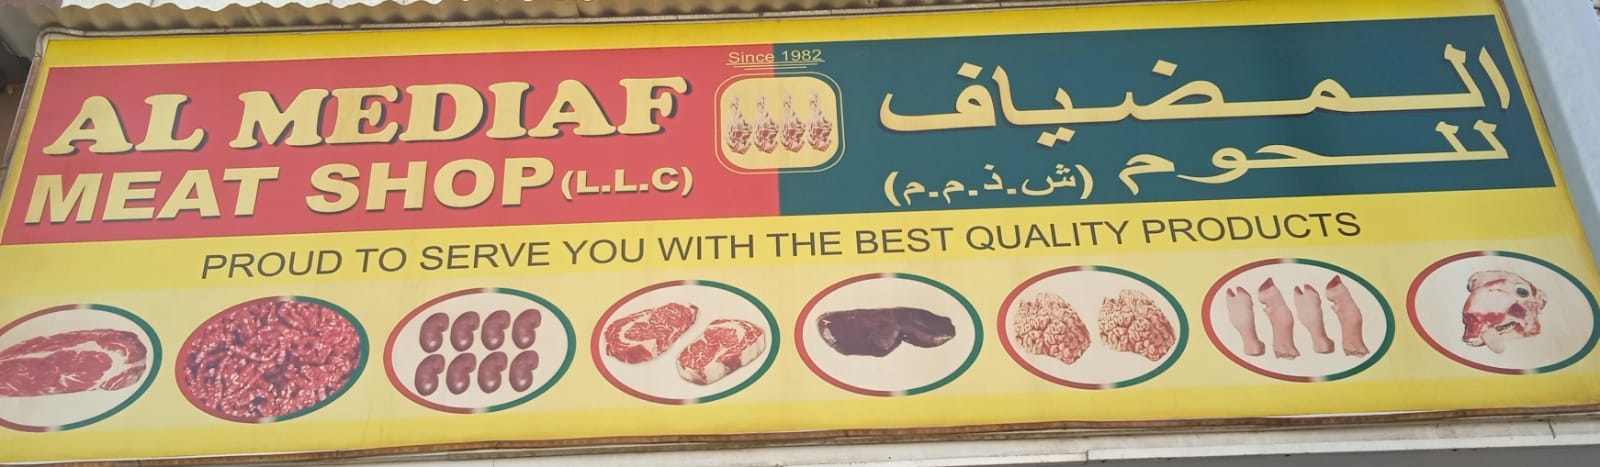 AL MEDIAF
MEAT SHOP (L.L.C)
Since 1982
المضياف
للحوم (ش.ذ.م.م)
PROUD TO SERVE YOU WITH THE BEST QUALITY PRODUCTS